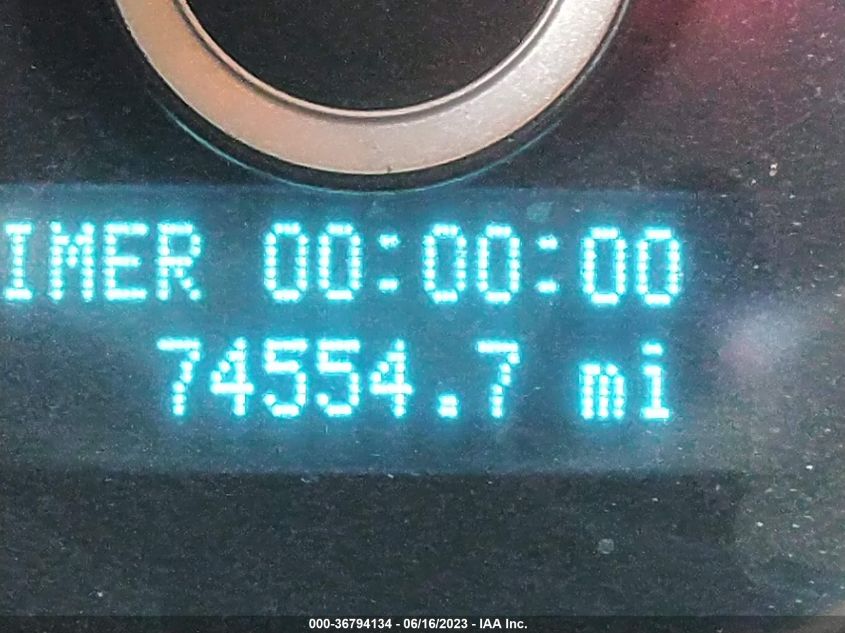 IMER 00:00:00
74554.7 mi
000-36794134 - 06/16/2023 - IAA Inc.